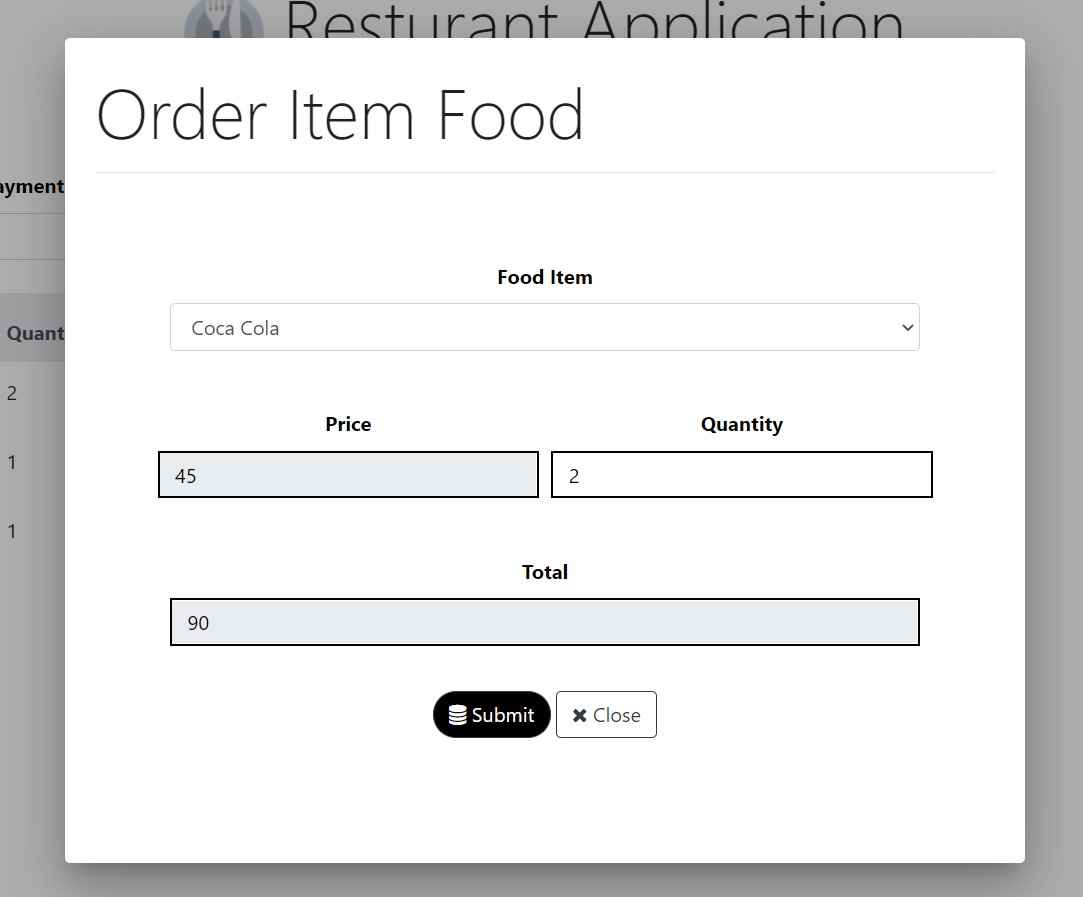 Resturant Application
Order Item Food
ayment
Food Item
Coca Cola
Quant
Price Quantity
2
45 2
1
1
Total
90
Submit Close